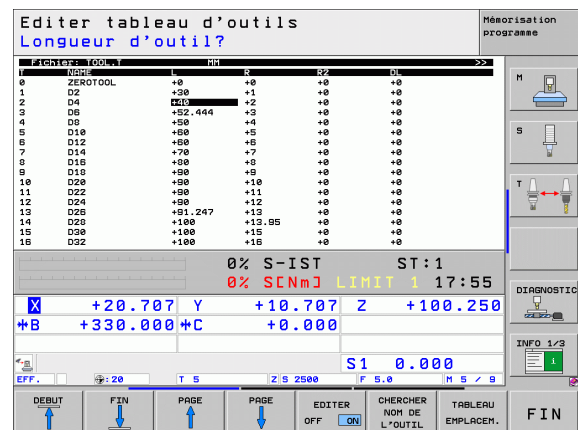 Editer tableau d'outils
Longueur d'outil?
Mémorisation
programme
Fichier: TOOL.T MM >>
T NAME L R R2 DL
0 ZEROTOOL +0 +0 +0 +0
1 D2 +30 +1 +0 +0
2 D4 +40 +2 +0 +0
3 D6 +52.444 +3 +0 +0
4 D8 +50 +4 +0 +0
5 D10 +60 +5 +0 +0
6 D12 +60 +6 +0 +0
7 D14 +70 +7 +0 +0
8 D16 +80 +8 +0 +0
9 D18 +90 +9 +0 +0
10 D20 +90 +10 +0 +0
11 D22 +90 +11 +0 +0
12 D24 +90 +12 +0 +0
13 D26 +91.247 +13 +0 +0
14 D28 +100 +13.95 +0 +0
15 D30 +100 +15 +0 +0
16 D32 +100 +16 +0 +0
M
S
T
DIAGNOSTIC
INFO 1/3
0% S-IST ST:1
0% S[Nm] LIMIT 1 17:55
X +20.707 Y +10.707 Z +100.250
B +330.000 C +0.000
S1 0.000
EFF. :20 T 5 Z S 2500 F 5.0 M 5 / 9
DEBUT
FIN
PAGE
PAGE
EDITER
OFF ON
CHERCHER
NOM DE
L'OUTIL
TABLEAU
EMPLACEM.
FIN